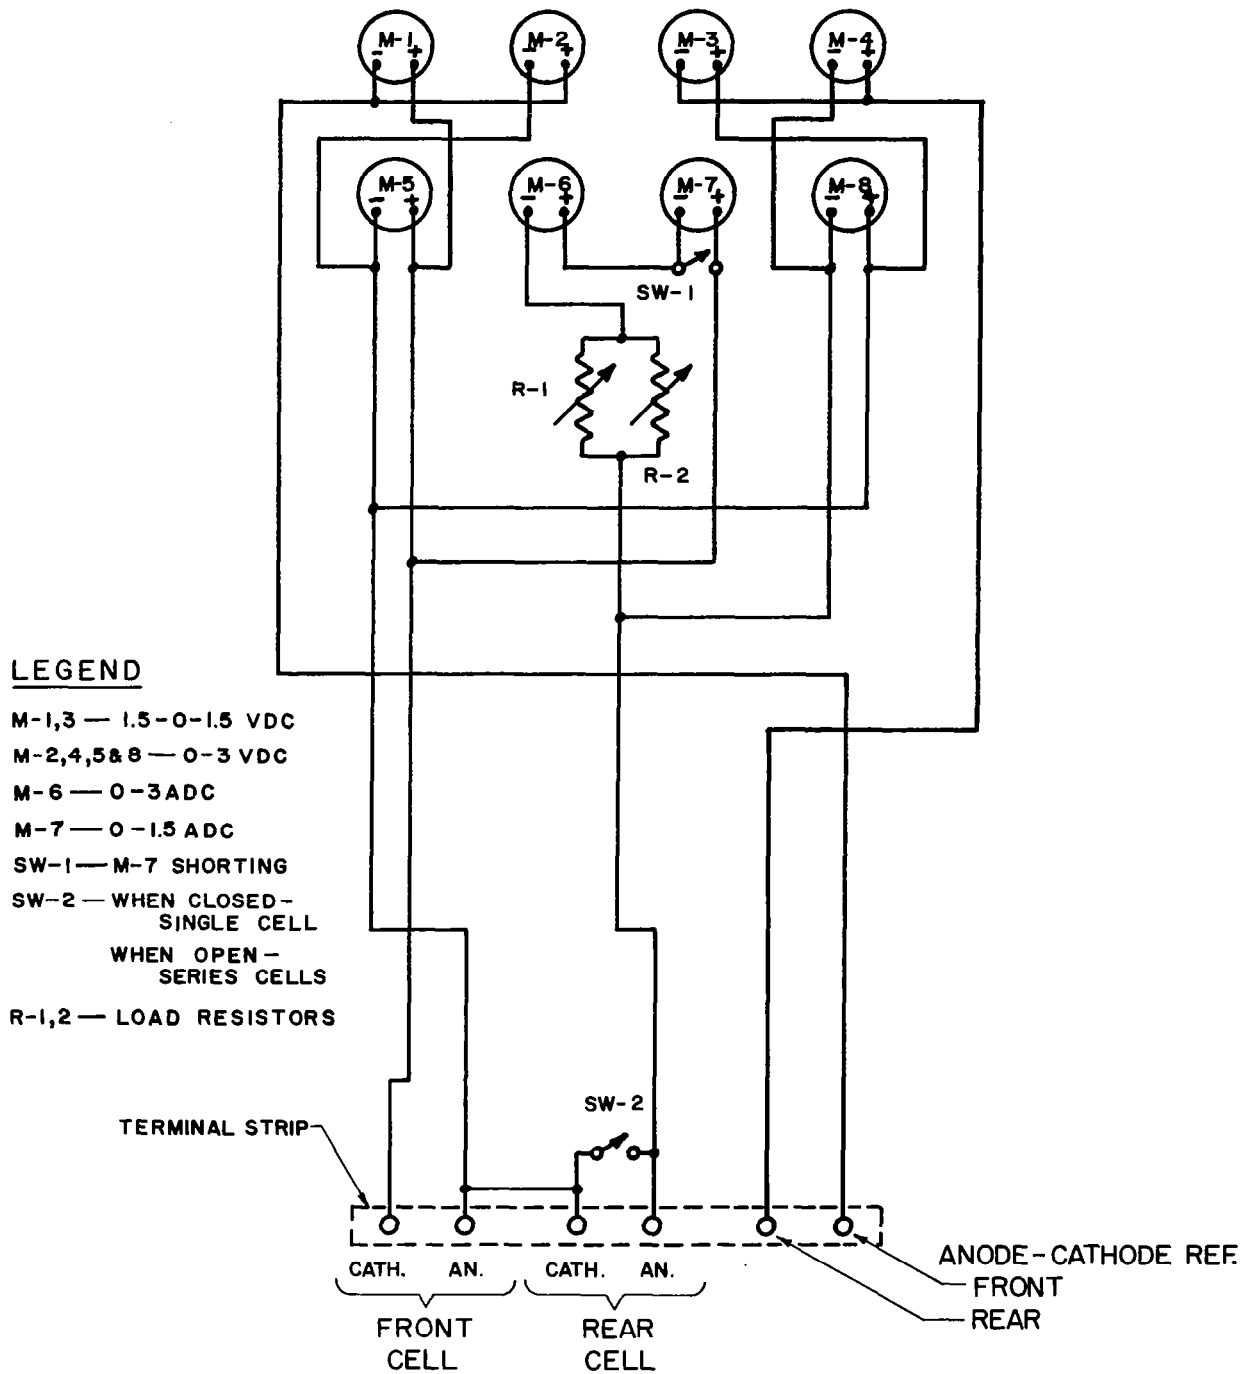 M-1 M-2 M-3 M-4
- + - + - + - +
M-5 M-6 M-7 M-8
- + - + - + - +
SW-1
R-1
R-2
LEGEND
M-1,3 — 1.5-0-1.5 VDC
M-2,4,5&8 — 0-3 VDC
M-6 — 0-3ADC
M-7 — 0-1.5 ADC
SW-1 — M-7 SHORTING
SW-2 — WHEN CLOSED-
SINGLE CELL
WHEN OPEN-
SERIES CELLS
R-1,2 — LOAD RESISTORS
SW-2
TERMINAL STRIP
CATH. AN. CATH. AN.
FRONT
CELL
REAR
CELL
ANODE-CATHODE REF.
FRONT
REAR